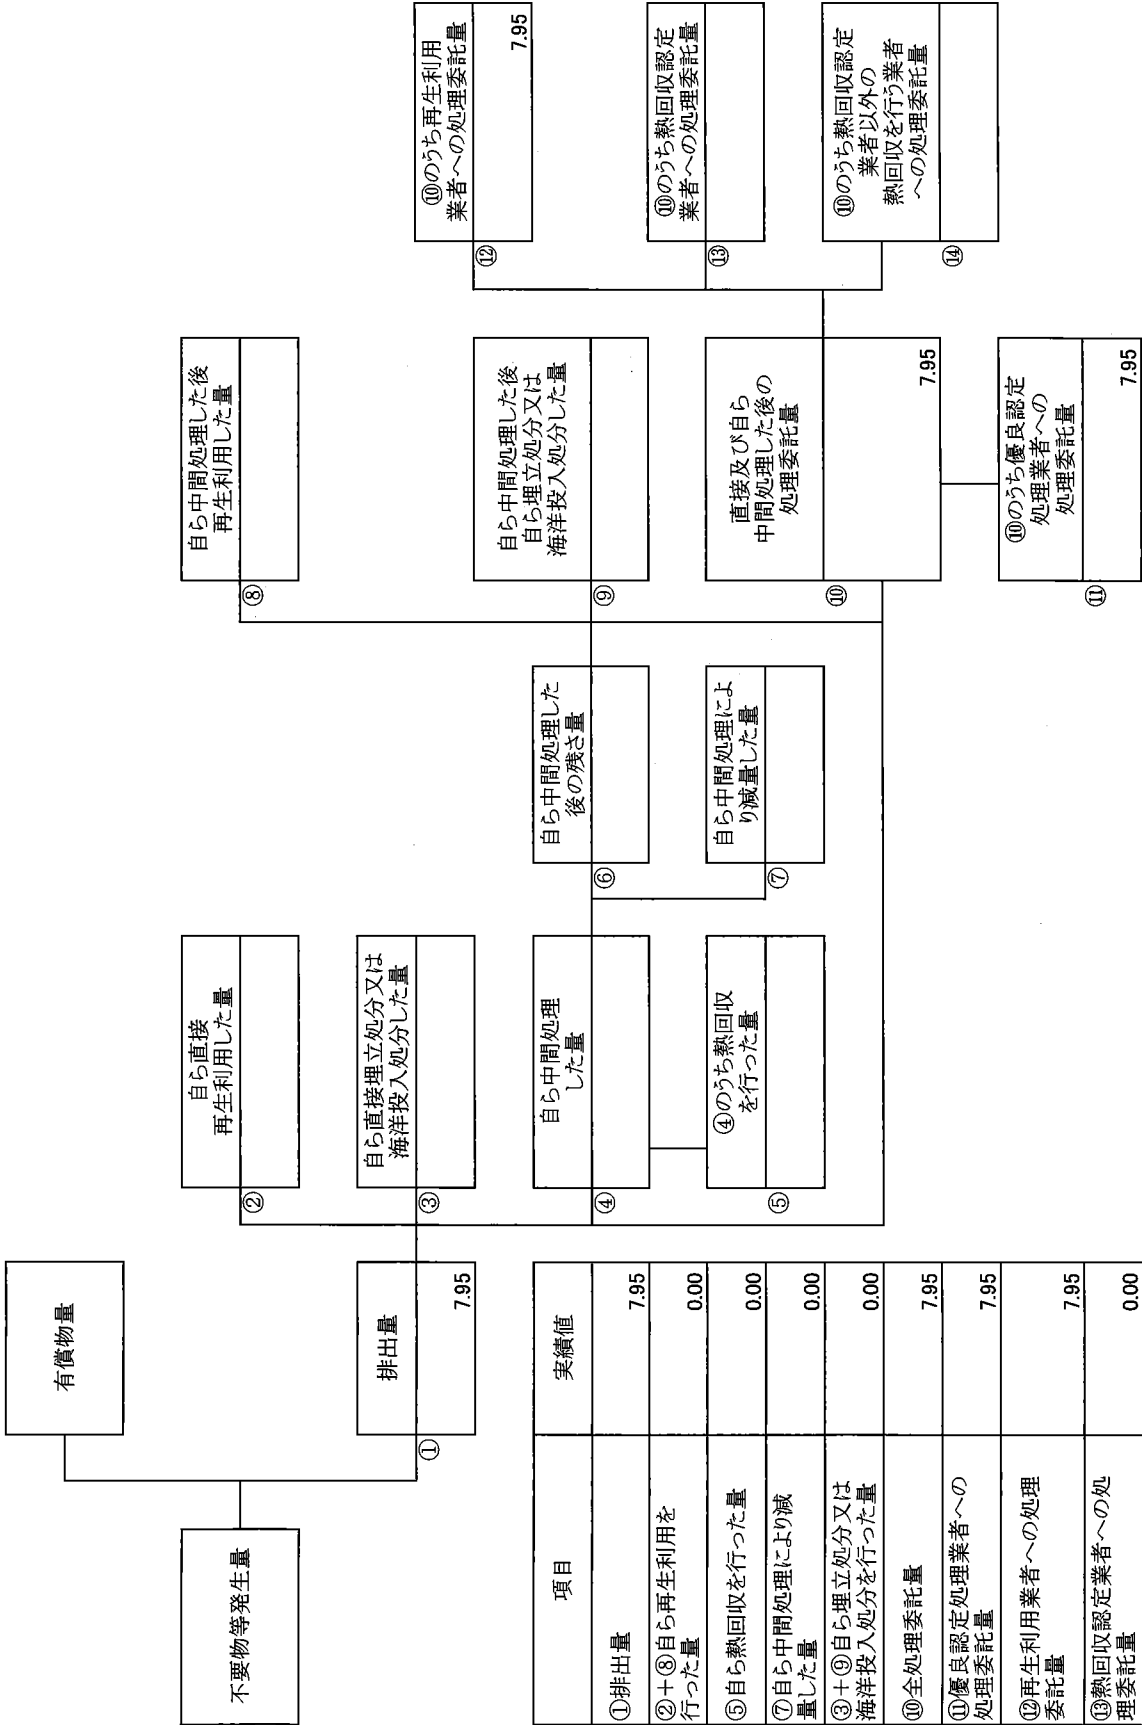 不要物等発生量
有償物量
①
排出量
7.95
②
自ら直接
再生利用した量
③
自ら直接埋立処分又は
海洋投入処分した量
④
自ら中間処理
した量
⑤
④のうち熱回収
を行った量
⑥
自ら中間処理した
後の残さ量
⑦
自ら中間処理によ
り減量した量
⑧
自ら中間処理した後
再生利用した量
⑨
自ら中間処理した後
自ら埋立処分又は
海洋投入処分した量
⑩
直接及び自ら
中間処理した後の
処理委託量
7.95
⑪
⑩のうち優良認定
処理業者への
処理委託量
7.95
⑫
⑩のうち再生利用
業者への処理委託量
7.95
⑬
⑩のうち熱回収認定
業者への処理委託量
⑭
⑩のうち熱回収認定
業者以外の
熱回収を行う業者
への処理委託量
項目 実績値
①排出量 7.95
②+⑧自ら再生利用を
行った量 0.00
⑤自ら熱回収を行った量 0.00
⑦自ら中間処理により減
量した量 0.00
③+⑨自ら埋立処分又は
海洋投入処分を行った量 0.00
⑩全処理委託量 7.95
⑪優良認定処理業者への
処理委託量 7.95
⑫再生利用業者への処理
委託量 7.95
⑬熱回収認定業者への処
理委託量 0.00